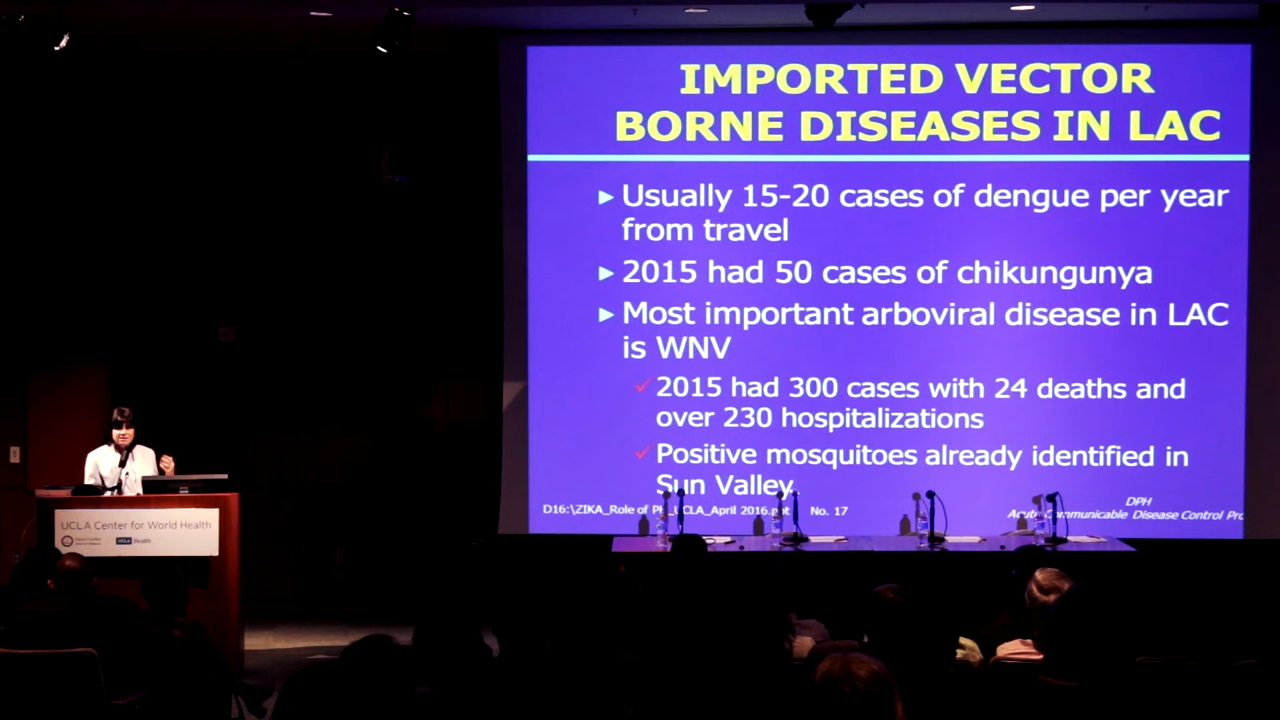 IMPORTED VECTOR
BORNE DISEASES IN LAC
Usually 15-20 cases of dengue per year
from travel
2015 had 50 cases of chikungunya
Most important arboviral disease in LAC
is WNV
2015 had 300 cases with 24 deaths and
over 230 hospitalizations
Positive mosquitoes already identified in
Sun Valley.
D16:\ZIKA_Role of PH_UCLA_April 2016.ppt No. 17
DPH
Acute Communicable Disease Control Pro
UCLA Center for World Health
UCLA Health